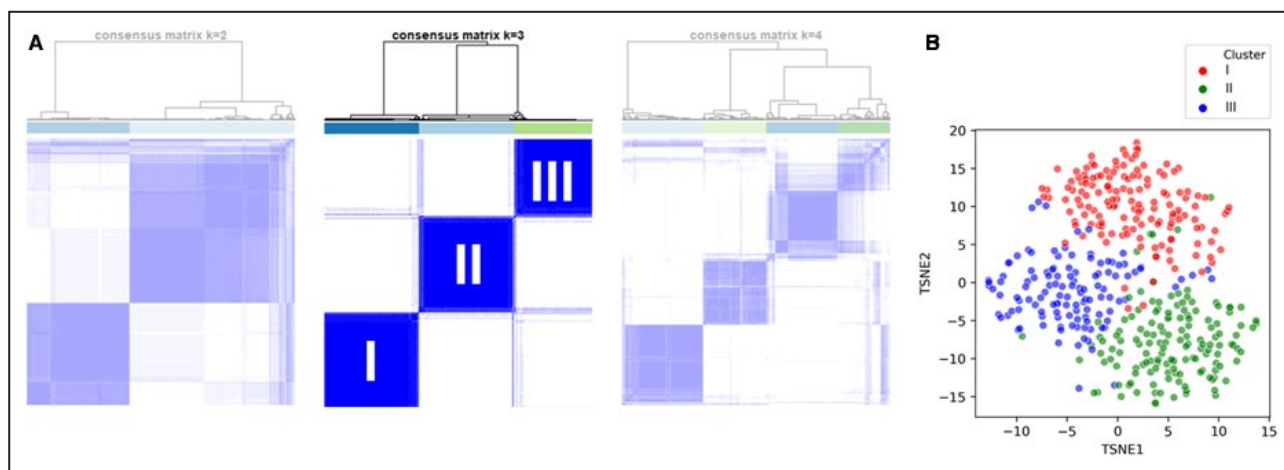 A
consensus matrix k=2
consensus matrix k=3
consensus matrix k=4
I
II
III
B
Cluster
I
II
III
TSNE2
20
15
10
5
0
−5
−10
−15
−10
−5
0
5
10
15
TSNE1